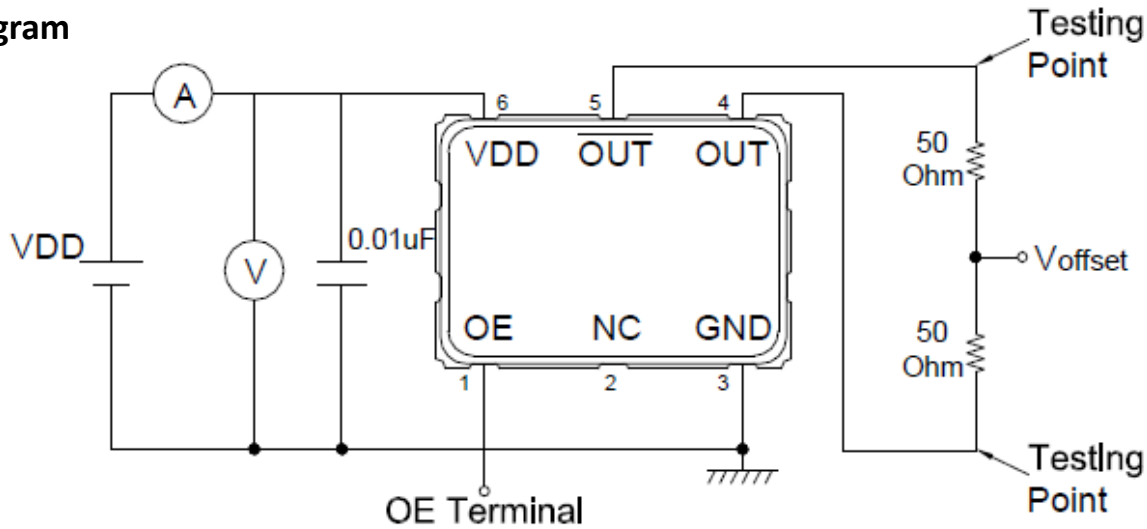 gram
Testing
Point
A
6 5 4
VDD OUT OUT
50
Ohm
VDD
V
0.01uF
Voffset
OE NC GND
50
Ohm
1 2 3
Testing
Point
OE Terminal